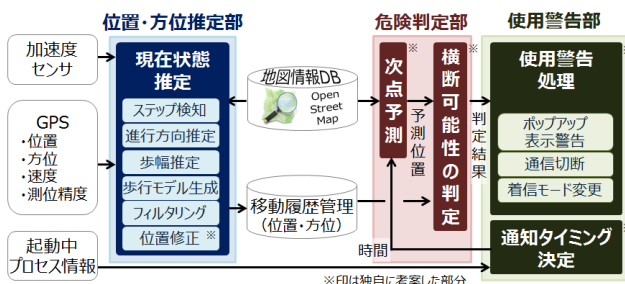 位置・方位推定部
危険判定部
使用警告部
加速度
センサ
GPS
・位置
・方位
・速度
・測位精度
起動中
プロセス情報
現在状態
推定
ステップ検知
進行方向推定
歩幅推定
歩行モデル生成
フィルタリング
位置修正
※
地図情報DB
Open
Street
Map
移動履歴管理
(位置・方位)
※
次点予測
予測位置
※
横断可能性の判定
判定結果
時間
※
使用警告
処理
ポップアップ
表示警告
通信切断
着信モード変更
※
通知タイミング
決定
※印は独自に考案した部分